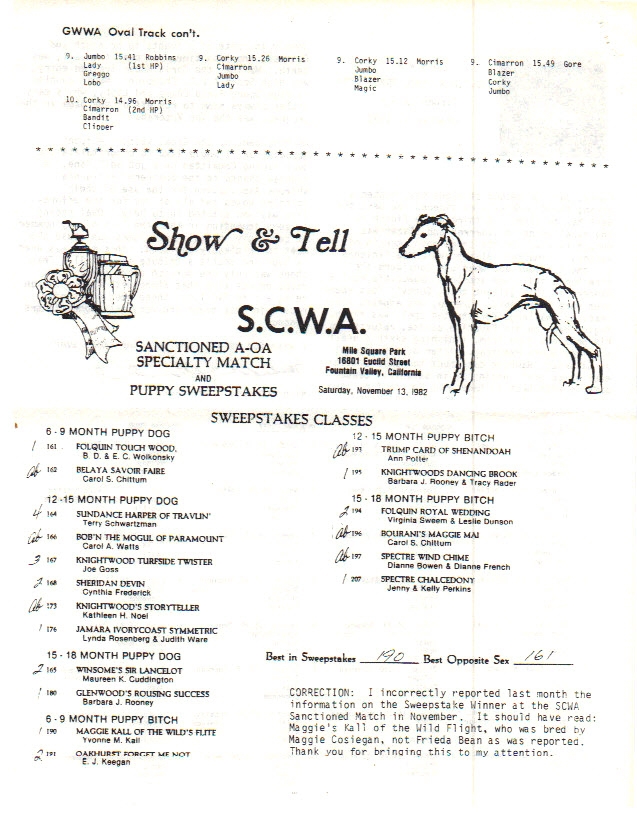 GWWA Oval Track con't.
9. Jumbo 15.41 Robbins
Lady (1st HP)
Greggo
Lobo
9. Corky 15.26 Morris
Cimarron
Jumbo
Lady
9. Corky 15.12 Morris
Jumbo
Blazer
Magic
9. Cimarron 15.49 Gore
Blazer
Corky
Jumbo
10. Corky 14.96 Morris
Cimarron (2nd HP)
Bandit
Clipper
* * * * * * * * * * * * * * * * * * * * * * * * * * * * * * * * * * * * * * * *
Show & Tell
S.C.W.A.
SANCTIONED A-OA
SPECIALTY MATCH
AND
PUPPY SWEEPSTAKES
Mile Square Park
16801 Euclid Street
Fountain Valley, California
Saturday, November 13, 1982
SWEEPSTAKES CLASSES
6-9 MONTH PUPPY DOG
1 161 FOLQUIN TOUCH WOOD,
B. D. & E. C. Wolkonsky
ab 162 BELAYA SAVOIR FAIRE
Carol S. Chittum
12-15 MONTH PUPPY DOG
4 164 SUNDANCE HARPER OF TRAVLIN'
Terry Schwartzman
ab 166 BOB'N THE MOGUL OF PARAMOUNT
Carol A. Watts
3 167 KNIGHTWOOD TURFSIDE TWISTER
Joe Goss
2 168 SHERIDAN DEVIN
Cynthia Frederick
ab 173 KNIGHTWOOD'S STORYTELLER
Kathleen H. Noel
1 176 JAMARA IVORYCOAST SYMMETRIC
Lynda Rosenberg & Judith Ware
15 - 18 MONTH PUPPY DOG
2 165 WINSOME'S SIR LANCELOT
Maureen K. Cuddington
1 180 GLENWOOD'S ROUSING SUCCESS
Barbara J. Rooney
6-9 MONTH PUPPY BITCH
1 190 MAGGIE KALL OF THE WILD'S FLITE
Yvonne M. Kall
2 191 OAKHURST FORGET ME NOT
E. J. Keegan
12 - 15 MONTH PUPPY BITCH
ab 193 TRUMP CARD OF SHENANDOAH
Ann Potter
1 195 KNIGHTWOODS DANCING BROOK
Barbara J. Rooney & Tracy Rader
15 - 18 MONTH PUPPY BITCH
2 194 FOLQUIN ROYAL WEDDING
Virginia Sweem & Leslie Dunson
ab 196 BOURANI'S MAGGIE MAI
Carol S. Chittum
ab 197 SPECTRE WIND CHIME
Dianne Bowen & Dianne French
1 207 SPECTRE CHALCEDONY
Jenny & Kelly Perkins
Best in Sweepstakes 190 Best Opposite Sex 161
CORRECTION: I incorrectly reported last month the
information on the Sweepstake Winner at the SCWA
Sanctioned Match in November. It should have read:
Maggie's Kall of the Wild Flight, who was bred by
Maggie Cosiegan, not Frieda Bean as was reported.
Thank you for bringing this to my attention.